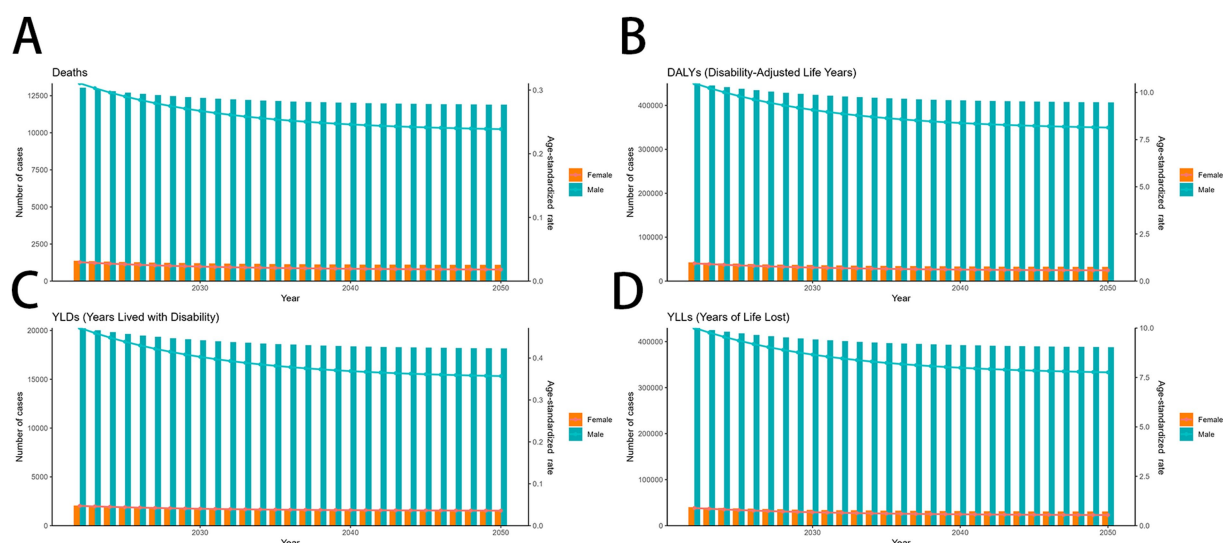 A
B
Deaths
DALYs (Disability-Adjusted Life Years)
12500
10000
7500
5000
2500
0
Number of cases
0.3
0.2
0.1
0.0
Age-standardized rate
2030
2040
2050
Year
Female
Male
400000
300000
200000
100000
0
Number of cases
10.0
7.5
5.0
2.5
0.0
Age-standardized rate
2030
2040
2050
Year
Female
Male
C
D
YLDs (Years Lived with Disability)
YLLs (Years of Life Lost)
20000
15000
10000
5000
0
Number of cases
0.4
0.3
0.2
0.1
0.0
Age-standardized rate
2030
2040
2050
Year
Female
Male
400000
300000
200000
100000
0
Number of cases
10.0
7.5
5.0
2.5
0.0
Age-standardized rate
2030
2040
2050
Year
Female
Male